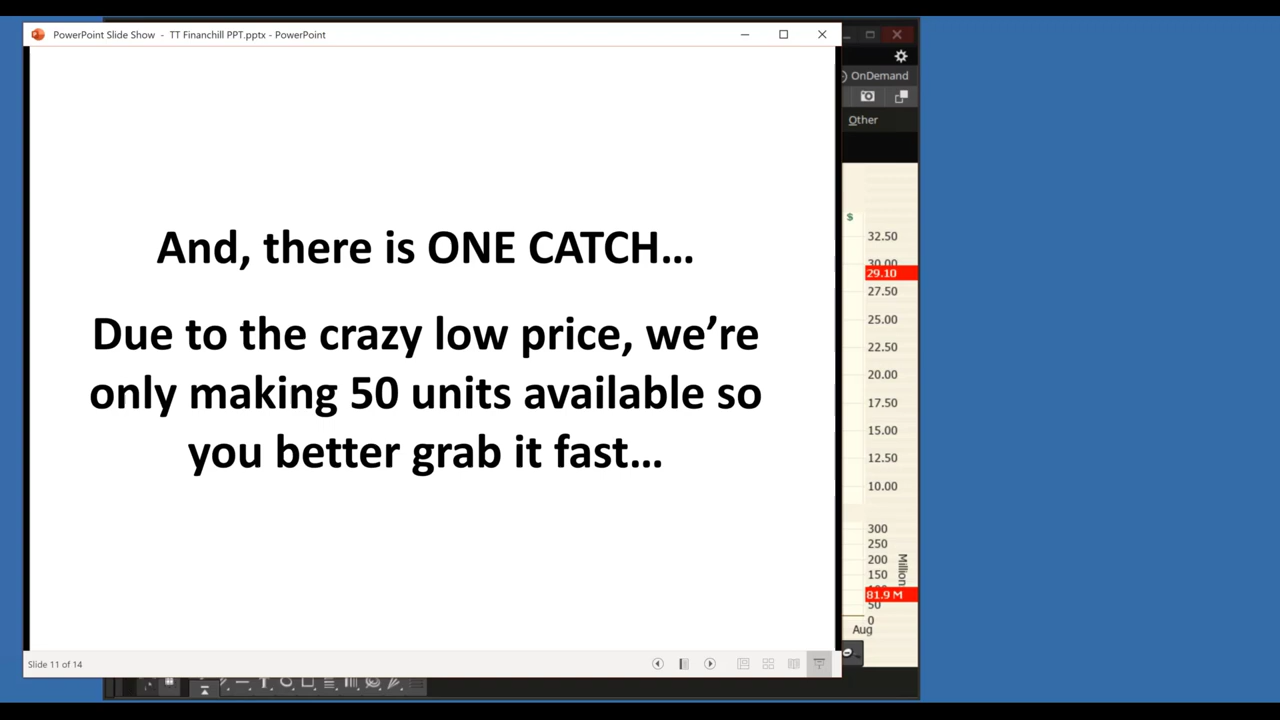 PowerPoint Slide Show - TT Financhill PPT.pptx - PowerPoint
OnDemand
Other
And, there is ONE CATCH…
Due to the crazy low price, we’re
only making 50 units available so
you better grab it fast…
$
32.50
30.00
29.10
27.50
25.00
22.50
20.00
17.50
15.00
12.50
10.00
300
250
200
150
81.9 M
50
0
Million
Aug
Slide 11 of 14